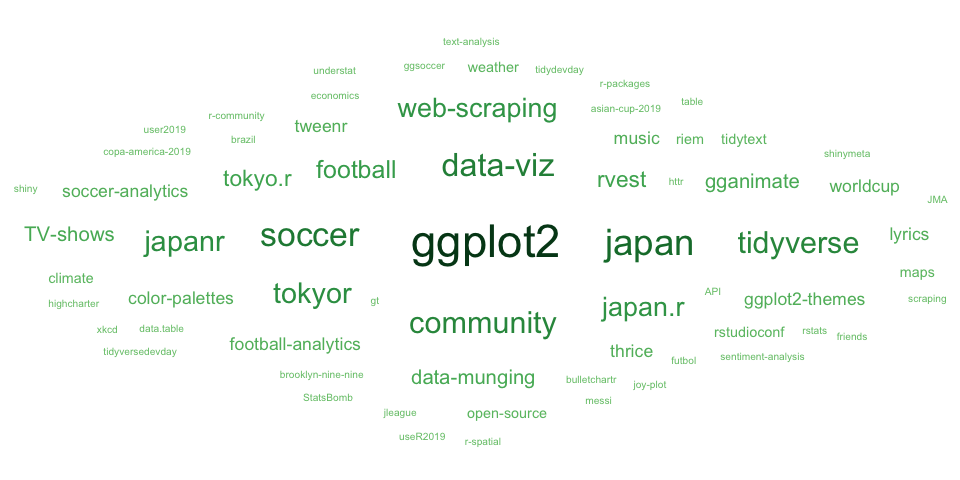 text-analysis
ggsoccer weather tidydevday
understat
r-packages
economics web-scraping asian-cup-2019 table
r-community tweenr
user2019 brazil music riem tidytext
copa-america-2019 shinymeta
tokyo.r football data-viz rvest httr gganimate worldcup
shiny soccer-analytics JMA
TV-shows japanr soccer ggplot2 japan tidyverse lyrics
climate maps
highcharter color-palettes tokyor gt japan.r API ggplot2-themes scraping
xkcd data.table community rstudioconf rstats friends
tidyversedevday football-analytics thrice futbol sentiment-analysis
brooklyn-nine-nine data-munging bulletchartr joy-plot
StatsBomb messi
jleague open-source
useR2019 r-spatial